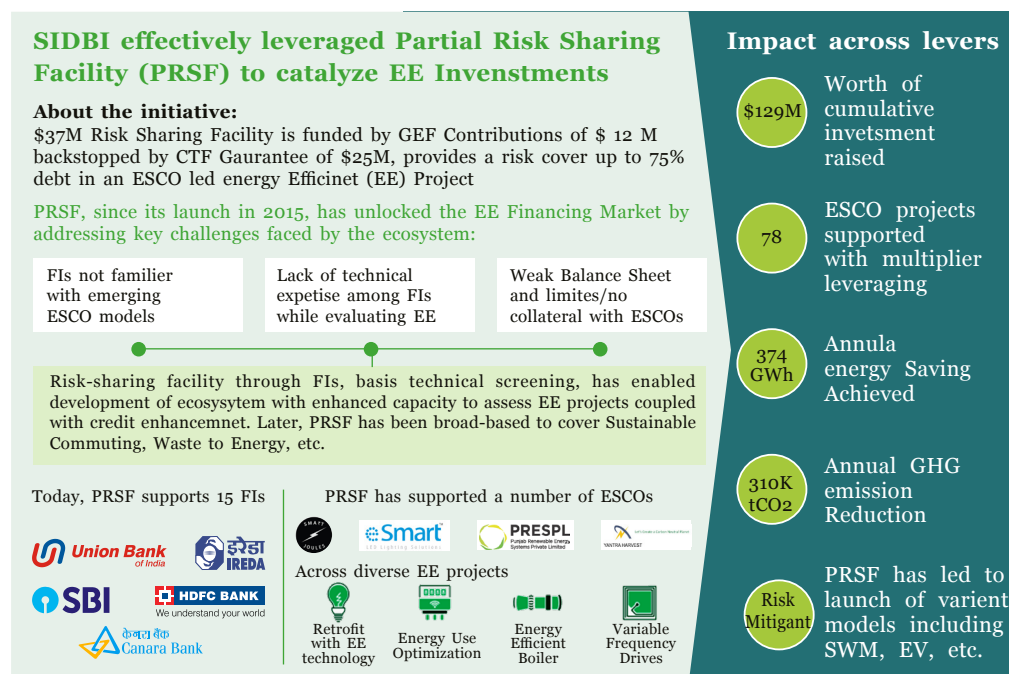 SIDBI effectively leveraged Partial Risk Sharing
Facility (PRSF) to catalyze EE Invenstments
About the initiative:
$37M Risk Sharing Facility is funded by GEF Contributions of $ 12 M
backstopped by CTF Gaurantee of $25M, provides a risk cover up to 75%
debt in an ESCO led energy Efficinet (EE) Project
PRSF, since its launch in 2015, has unlocked the EE Financing Market by
addressing key challenges faced by the ecosystem:
FIs not familier
with emerging
ESCO models
Lack of technical
expetise among FIs
while evaluating EE
Weak Balance Sheet
and limites/no
collateral with ESCOs
Risk-sharing facility through FIs, basis technical screening, has enabled
development of ecosysytem with enhanced capacity to assess EE projects coupled
with credit enhancemnet. Later, PRSF has been broad-based to cover Sustainable
Commuting, Waste to Energy, etc.
Today, PRSF supports 15 FIs
Union Bank
of India
इरेडा
IREDA
SBI
HDFC BANK
We understand your world
केनरा बैंक
Canara Bank
PRSF has supported a number of ESCOs
SMART
JOULES
eSmart
LED Lighting Solutions
PRESPL
Punjab Renewable Energy
Systems Private Limited
YANTRA HARVEST
Across diverse EE projects
Retrofit
with EE
technology
Energy Use
Optimization
Energy
Efficient
Boiler
Variable
Frequency
Drives
Impact across levers
$129M
Worth of
cumulative
invetsment
raised
78
ESCO projects
supported
with multiplier
leveraging
374
GWh
Annula
energy Saving
Achieved
310K
tCO2
Annual GHG
emission
Reduction
Risk
Mitigant
PRSF has led to
launch of varient
models including
SWM, EV, etc.